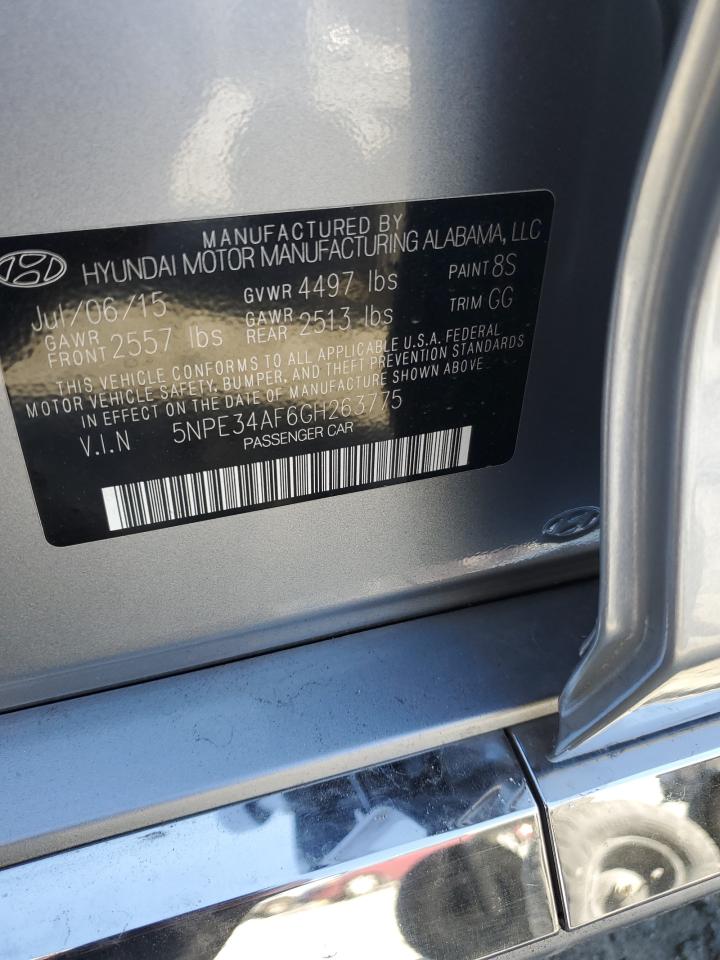 MANUFACTURED BY
HYUNDAI MOTOR MANUFACTURING ALABAMA, LLC
Jul/06/15 GVWR 4497 lbs PAINT 8S
GAWR FRONT 2557 lbs GAWR REAR 2513 lbs TRIM GG
THIS VEHICLE CONFORMS TO ALL APPLICABLE U.S.A. FEDERAL
MOTOR VEHICLE SAFETY, BUMPER, AND THEFT PREVENTION STANDARDS
IN EFFECT ON THE DATE OF MANUFACTURE SHOWN ABOVE.
V.I.N 5NPE34AF6GH263775
PASSENGER CAR